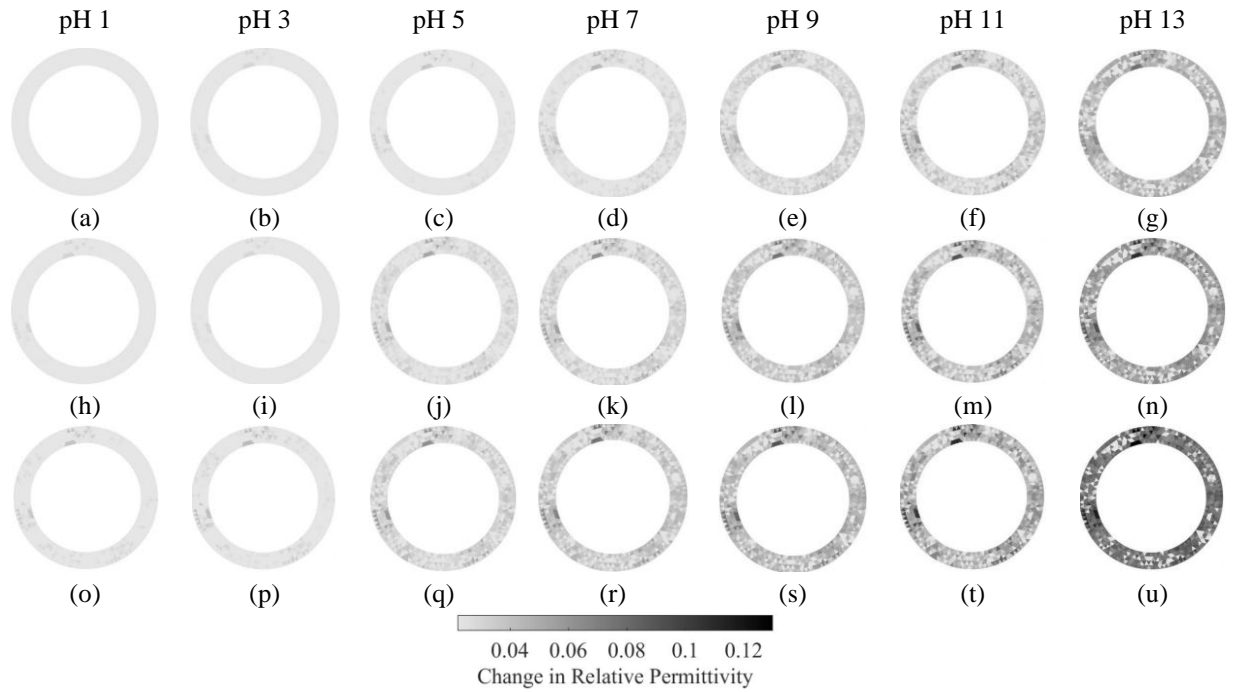 pH 1 pH 3 pH 5 pH 7 pH 9 pH 11 pH 13
(a) (b) (c) (d) (e) (f) (g)
(h) (i) (j) (k) (l) (m) (n)
(o) (p) (q) (r) (s) (t) (u)
0.04 0.06 0.08 0.1 0.12
Change in Relative Permittivity